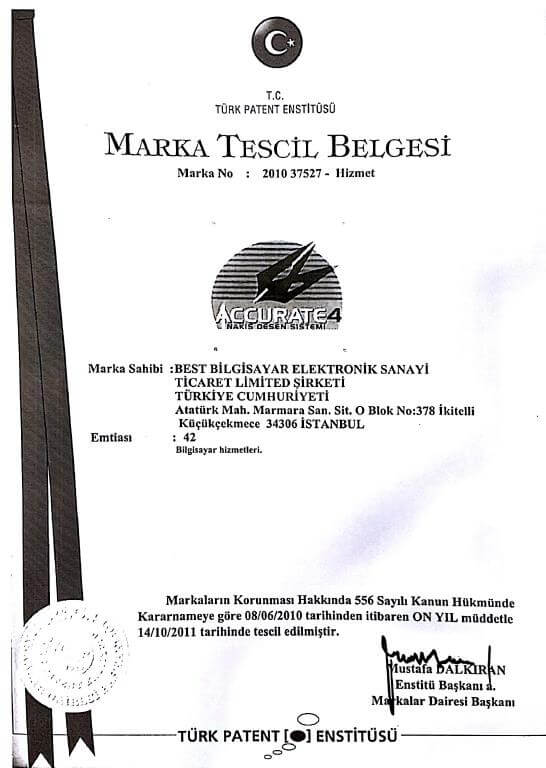 T.C.
TÜRK PATENT ENSTİTÜSÜ
MARKA TESCİL BELGESİ
Marka No : 2010 37527 - Hizmet
ACCURATE4
NAKIŞ DESEN SİSTEMİ
Marka Sahibi :BEST BİLGİSAYAR ELEKTRONİK SANAYİ
TİCARET LİMİTED ŞİRKETİ
TÜRKİYE CUMHURİYETİ
Atatürk Mah. Marmara San. Sit. O Blok No:378 İkitelli
Küçükçekmece 34306 İSTANBUL
Emtiası : 42
Bilgisayar hizmetleri.
Markaların Korunması Hakkında 556 Sayılı Kanun Hükmünde
Kararnameye göre 08/06/2010 tarihinden itibaren ON YIL müddetle
14/10/2011 tarihinde tescil edilmiştir.
Mustafa DALKIRAN
Enstitü Başkanı a.
Markalar Dairesi Başkanı
TÜRK PATENT ENSTİTÜSÜ